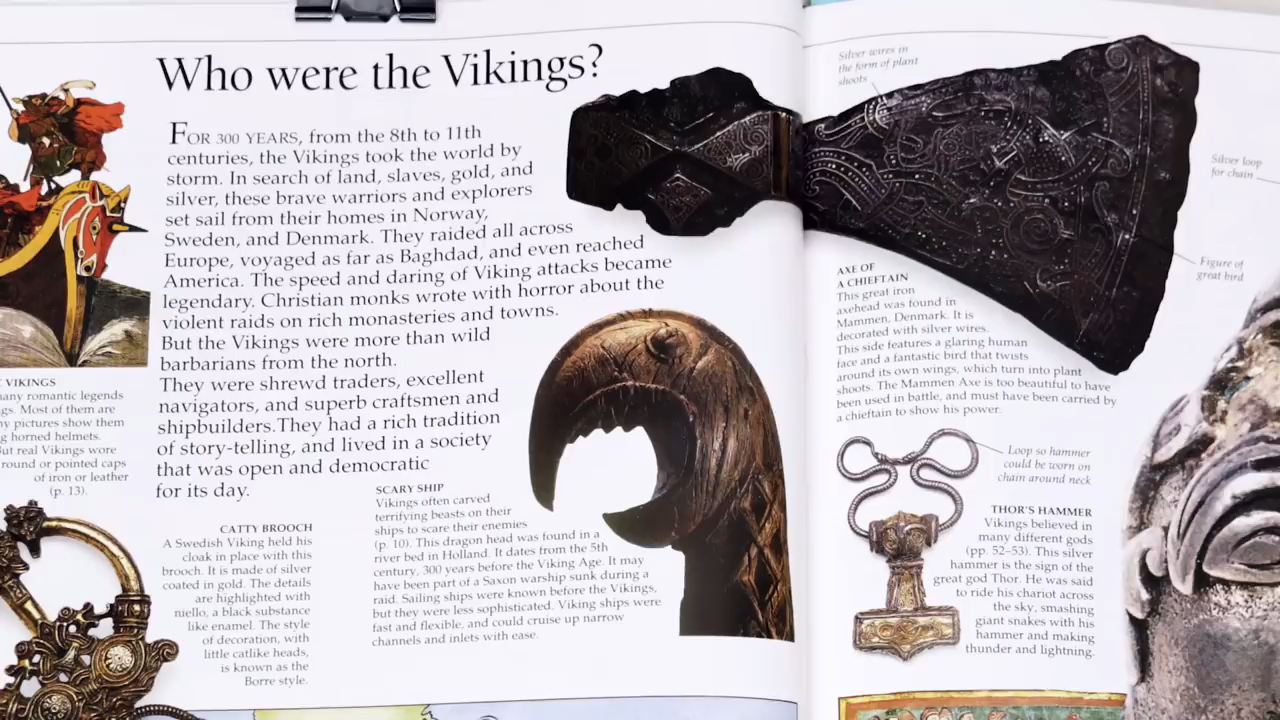 Who were the Vikings?
FOR 300 YEARS, from the 8th to 11th
centuries, the Vikings took the world by
storm. In search of land, slaves, gold, and
silver, these brave warriors and explorers
set sail from their homes in Norway,
Sweden, and Denmark. They raided all across
Europe, voyaged as far as Baghdad, and even reached
America. The speed and daring of Viking attacks became
legendary. Christian monks wrote with horror about the
violent raids on rich monasteries and towns.
But the Vikings were more than wild
barbarians from the north.
They were shrewd traders, excellent
navigators, and superb craftsmen and
shipbuilders.They had a rich tradition
of story-telling, and lived in a society
that was open and democratic
for its day.
VIKINGS
any romantic legends
gs. Most of them are
pictures show them
g horned helmets.
ut real Vikings wore
round or pointed caps
of iron or leather
(p. 13).
CATTY BROOCH
A Swedish Viking held his
cloak in place with this
brooch. It is made of silver
coated in gold. The details
are highlighted with
niello, a black substance
like enamel. The style
of decoration, with
little catlike heads,
is known as the
Borre style.
SCARY SHIP
Vikings often carved
terrifying beasts on their
ships to scare their enemies
(p. 10). This dragon head was found in a
river bed in Holland. It dates from the 5th
century, 300 years before the Viking Age. It may
have been part of a Saxon warship sunk during a
raid. Sailing ships were known before the Vikings,
but they were less sophisticated. Viking ships were
fast and flexible, and could cruise up narrow
channels and inlets with ease.
Silver wires in
the form of plant
shoots
Silver loop
for chain
Figure of
great bird
AXE OF
A CHIEFTAIN
This great iron
axehead was found in
Mammen, Denmark. It is
decorated with silver wires.
This side features a glaring human
face and a fantastic bird that twists
around its own wings, which turn into plant
shoots. The Mammen Axe is too beautiful to have
been used in battle, and must have been carried by
a chieftain to show his power.
Loop so hammer
could be worn on
chain around neck
THOR'S HAMMER
Vikings believed in
many different gods
(pp. 52–53). This silver
hammer is the sign of the
great god Thor. He was said
to ride his chariot across
the sky, smashing
giant snakes with his
hammer and making
thunder and lightning.